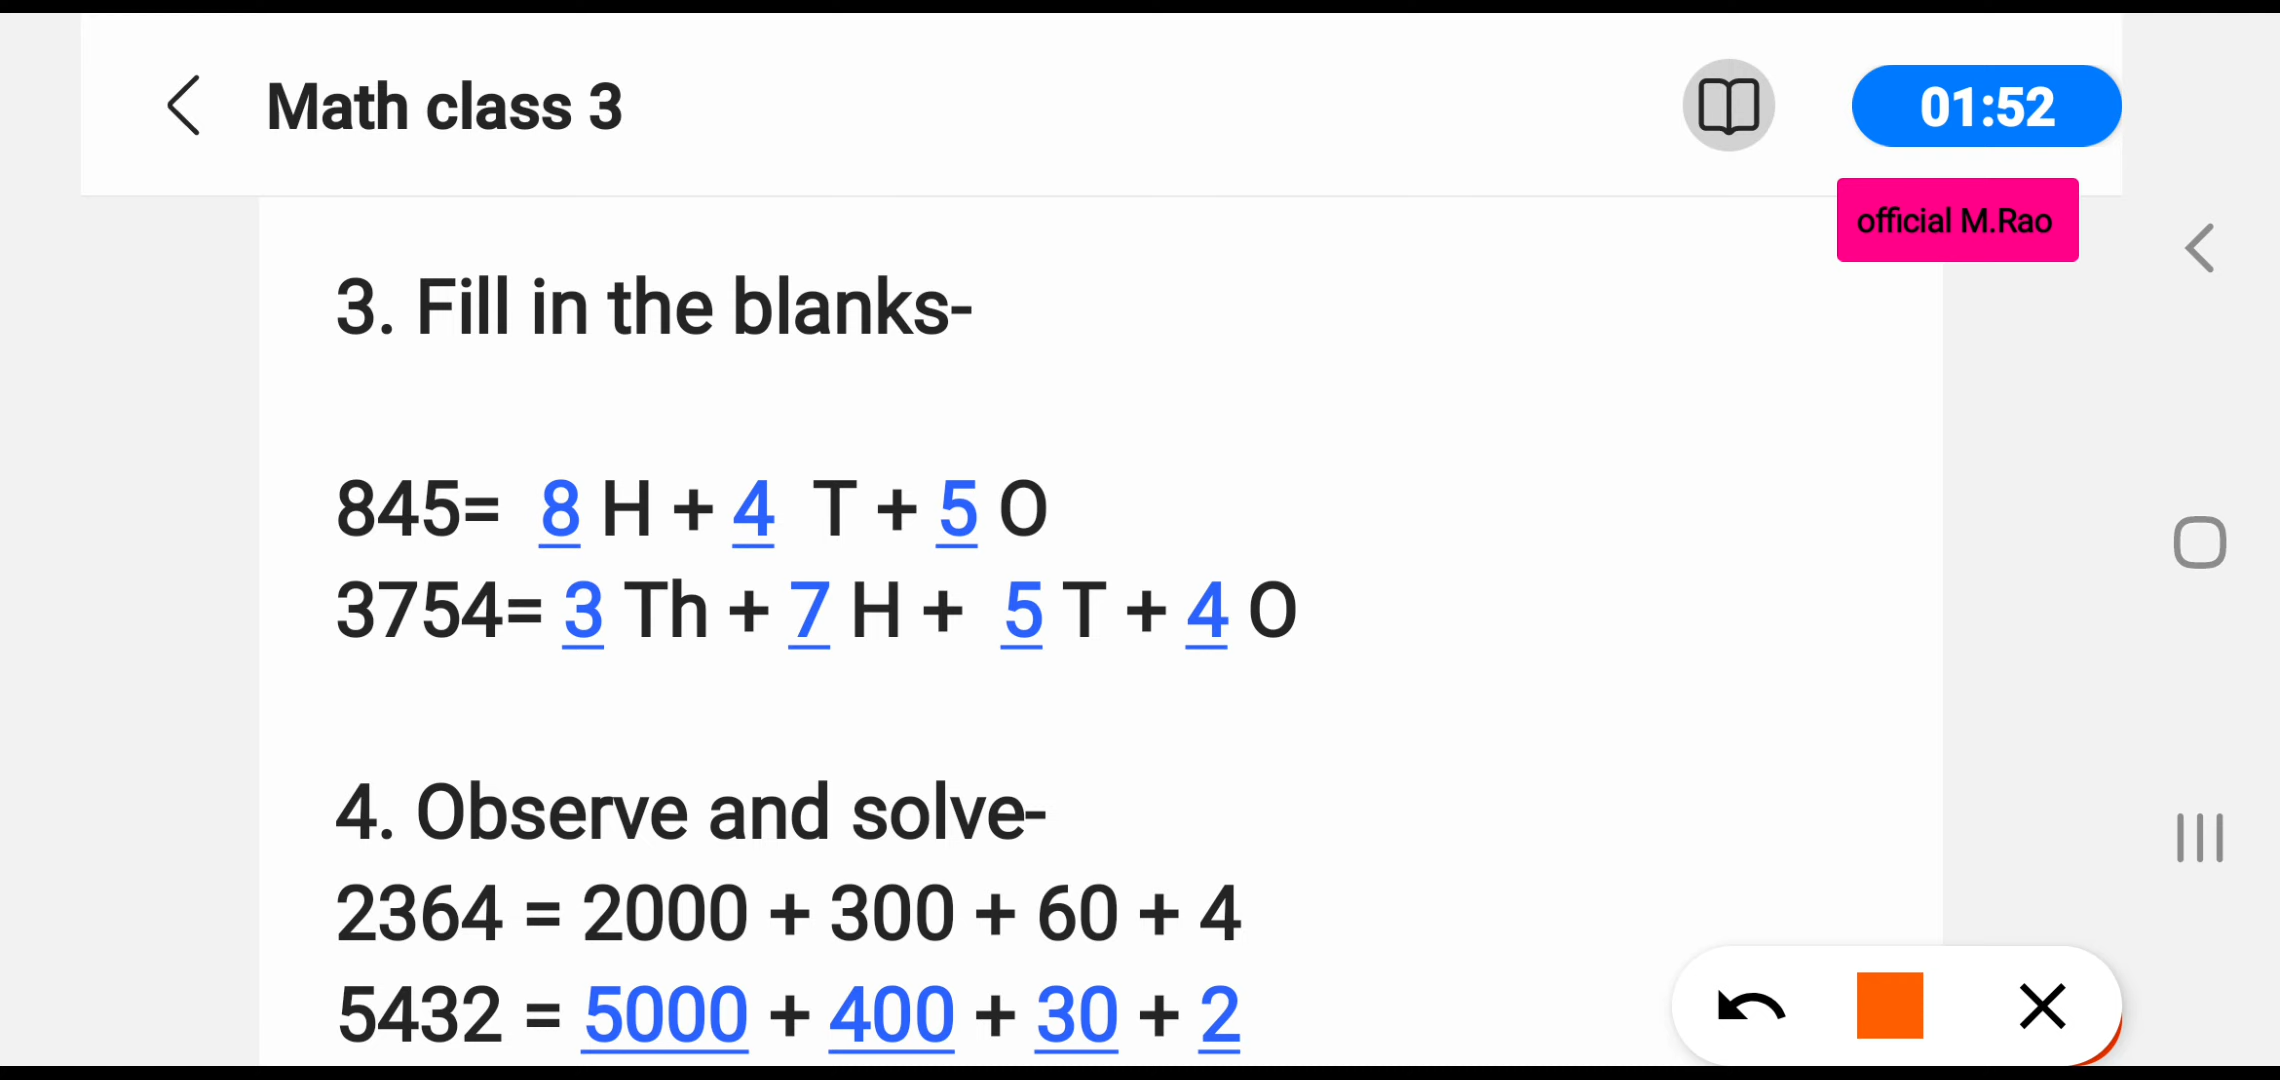 Math class 3
01:52
official M.Rao
3. Fill in the blanks-
845= 8 H + 4 T + 5 O
3754= 3 Th + 7 H + 5 T + 4 O
4. Observe and solve-
2364 = 2000 + 300 + 60 + 4
5432 = 5000 + 400 + 30 + 2